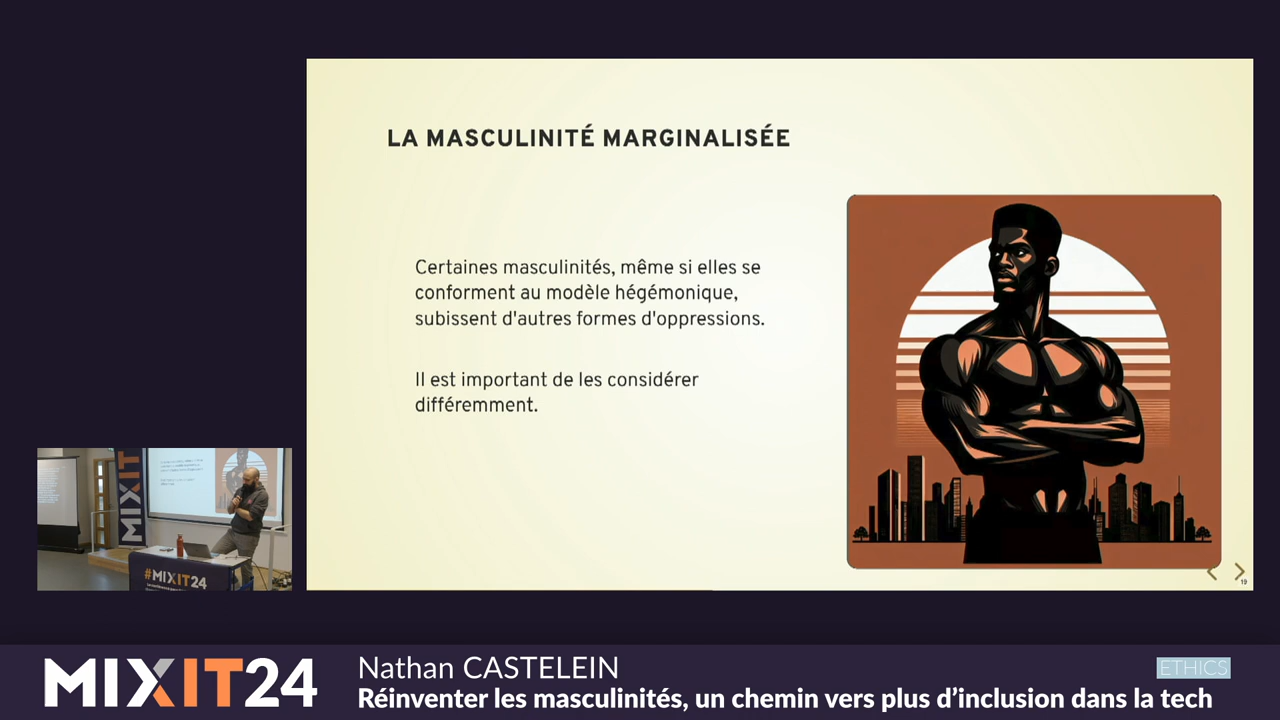 LA MASCULINITÉ MARGINALISÉE
Certaines masculinités, même si elles se
conforment au modèle hégémonique,
subissent d'autres formes d'oppressions.
Il est important de les considérer
différemment.
19
MIXIT
#MIXIT24
MIXIT24
Nathan CASTELEIN
ETHICS
Réinventer les masculinités, un chemin vers plus d’inclusion dans la tech